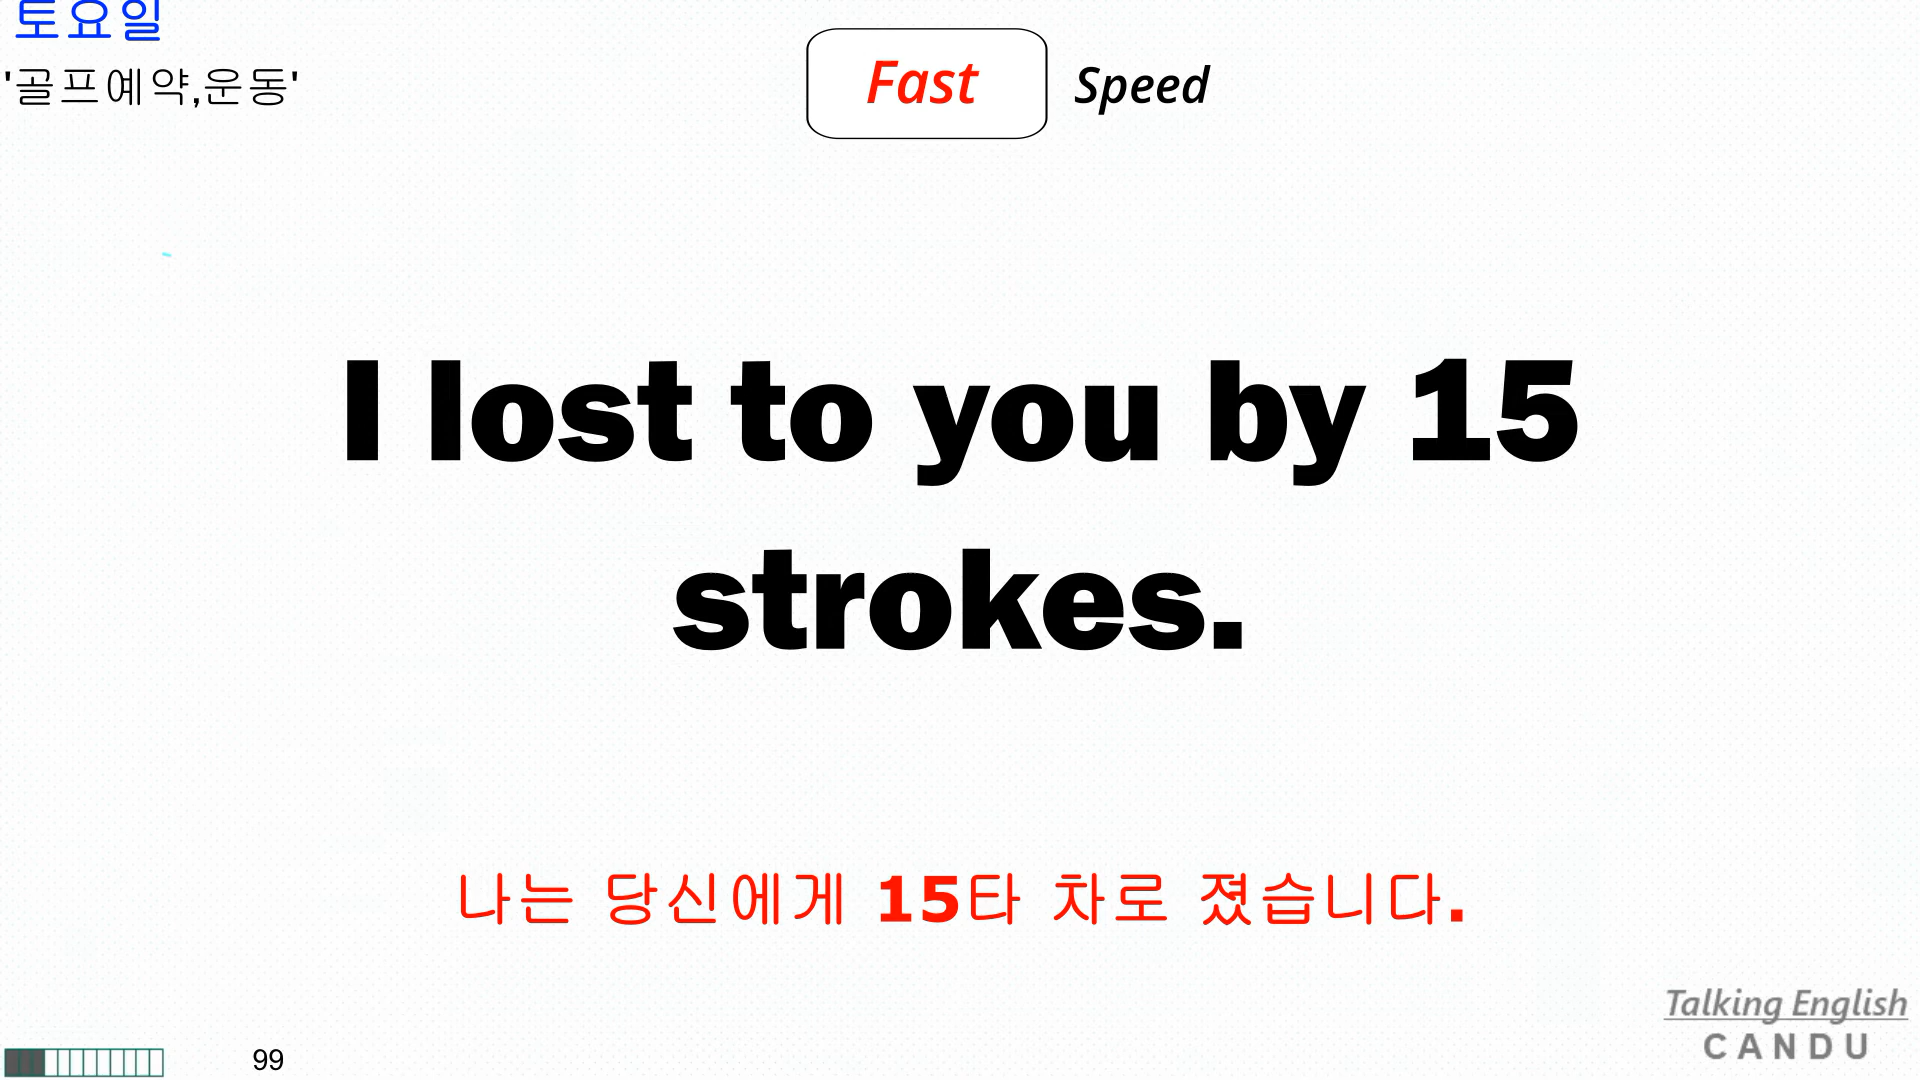 토요일
'골프예약,운동'
Fast Speed
I lost to you by 15
strokes.
나는 당신에게 15타 차로 졌습니다.
Talking English
CANDU
99